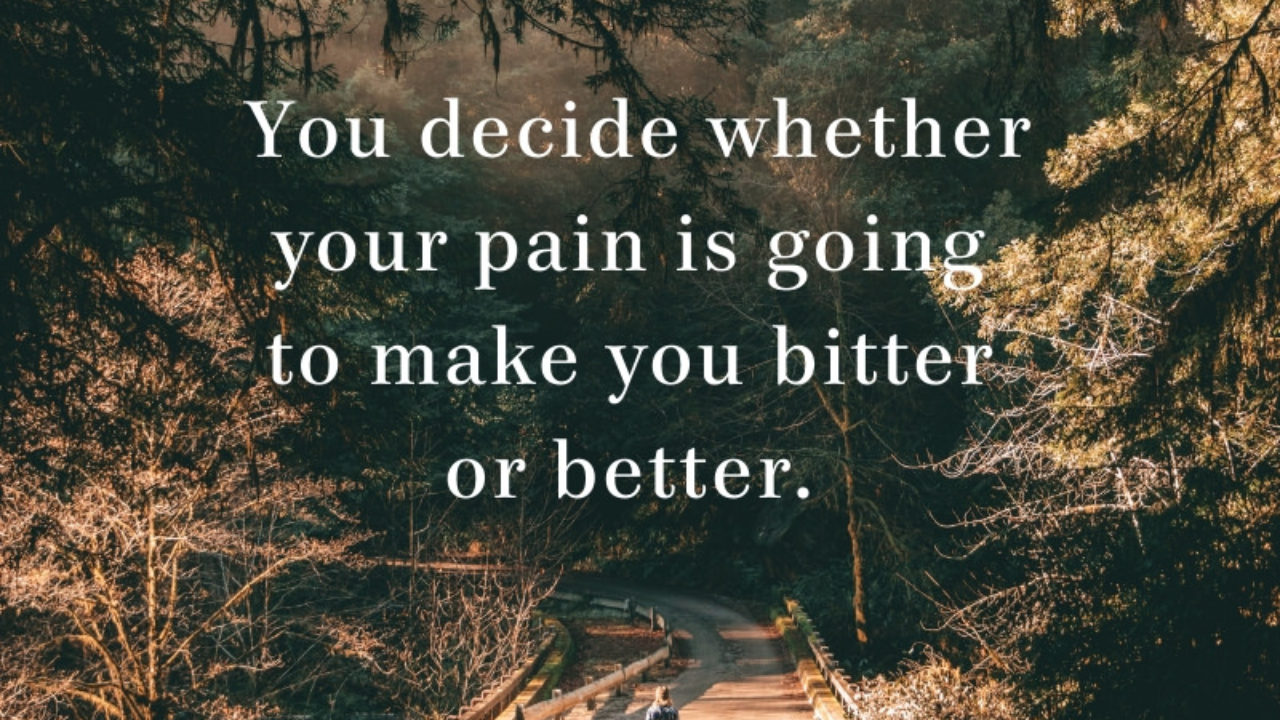 You decide whether
your pain is going
to make you bitter
or better.